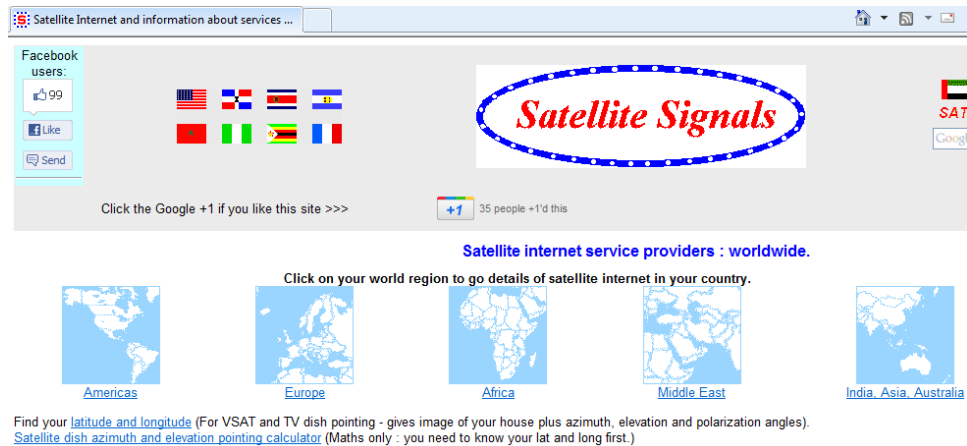 Satellite Internet and information about services ...
Facebook
users:
99
Like
Send
Satellite Signals
SAT
Goog
Click the Google +1 if you like this site >>>
+1
35 people +1'd this
Satellite internet service providers : worldwide.
Click on your world region to go details of satellite internet in your country.
Americas
Europe
Africa
Middle East
India, Asia, Australia
Find your latitude and longitude (For VSAT and TV dish pointing - gives image of your house plus azimuth, elevation and polarization angles).
Satellite dish azimuth and elevation pointing calculator (Maths only : you need to know your lat and long first.)